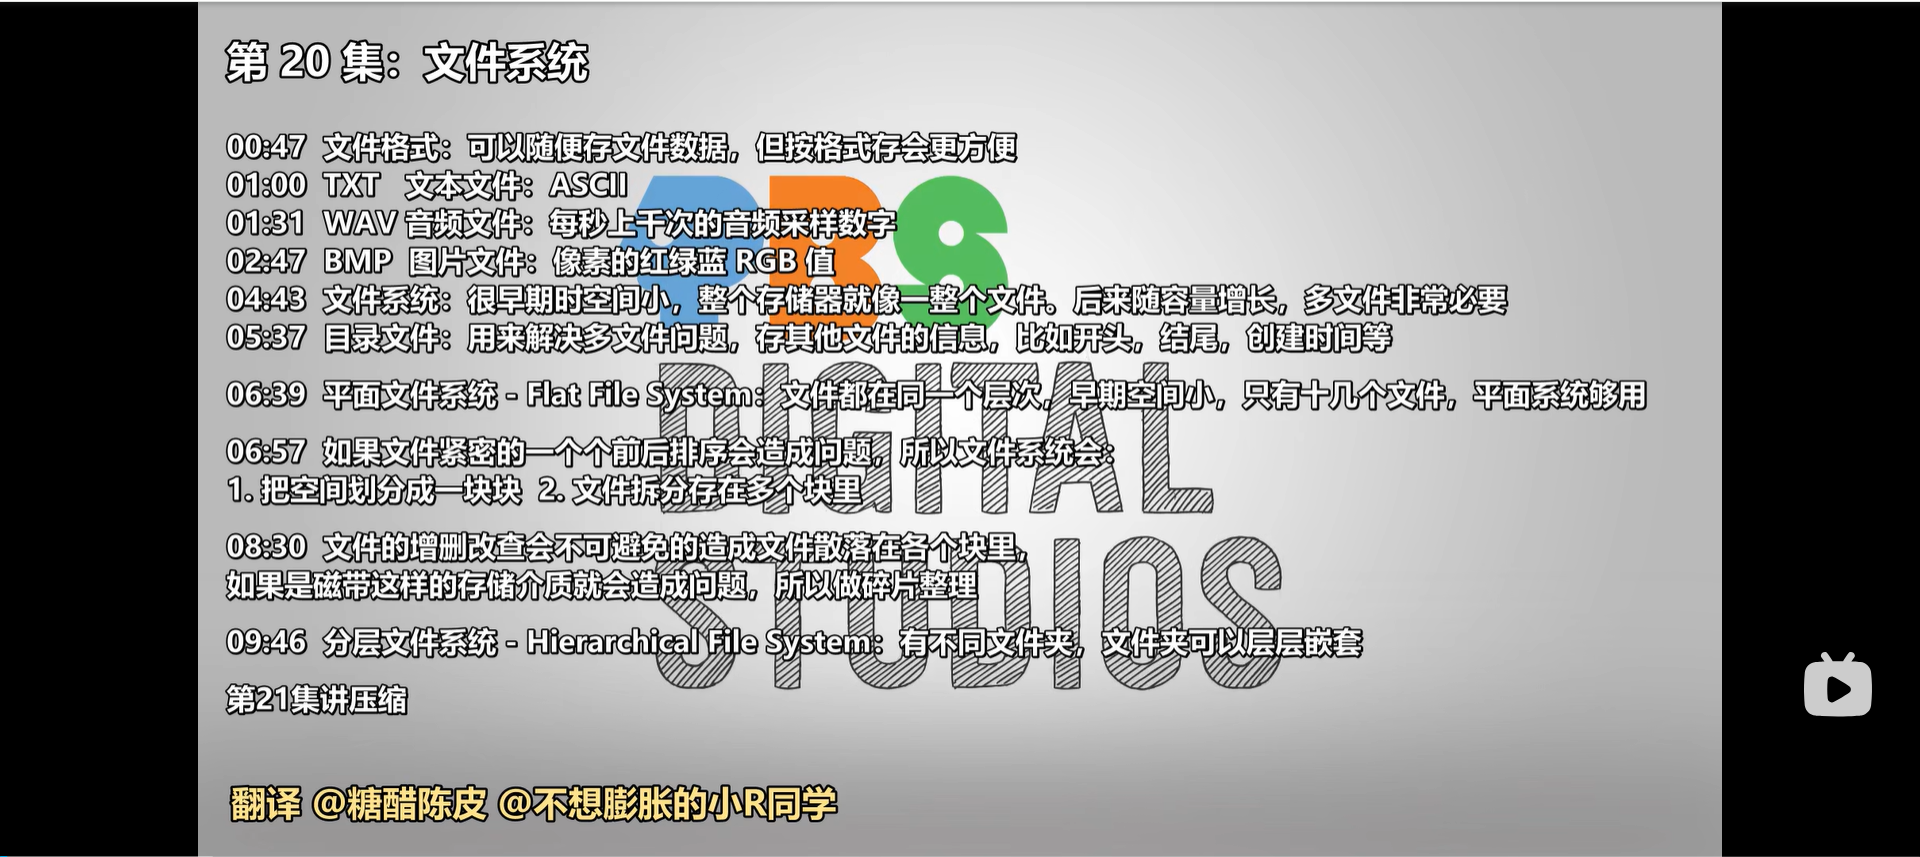 第 20 集：文件系统
00:47 文件格式：可以随便存文件数据，但按格式存会更方便
01:00 TXT 文本文件：ASCII
01:31 WAV 音频文件：每秒上千次的音频采样数字
02:47 BMP 图片文件：像素的红绿蓝 RGB 值
04:43 文件系统：很早期时空间小，整个存储器就像一整个文件。后来随容量增长，多文件非常必要
05:37 目录文件：用来解决多文件问题，存其他文件的信息，比如开头，结尾，创建时间等
06:39 平面文件系统 - Flat File System：文件都在同一个层次，早期空间小，只有十几个文件，平面系统够用
06:57 如果文件紧密的一个个前后排序会造成问题，所以文件系统会：
1. 把空间划分成一块块 2. 文件拆分存在多个块里
08:30 文件的增删改查会不可避免的造成文件散落在各个块里，
如果是磁带这样的存储介质就会造成问题，所以做碎片整理
09:46 分层文件系统 - Hierarchical File System：有不同文件夹，文件夹可以层层嵌套
第21集讲压缩
翻译 @糖醋陈皮 @不想膨胀的小R同学
PBS
DIGITAL
STUDIOS